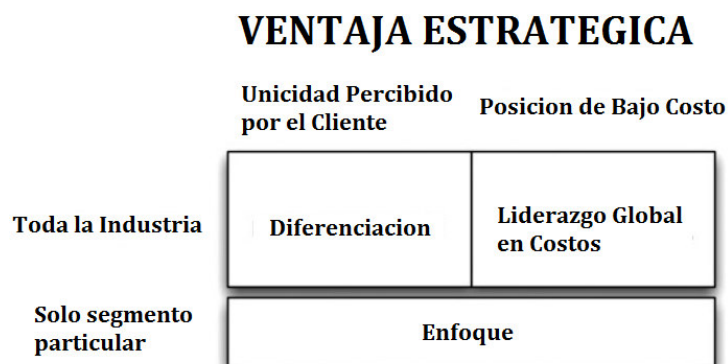 VENTAJA ESTRATEGICA
Unicidad Percibido
por el Cliente
Posicion de Bajo Costo
Toda la Industria
Diferenciacion
Liderazgo Global
en Costos
Solo segmento
particular
Enfoque